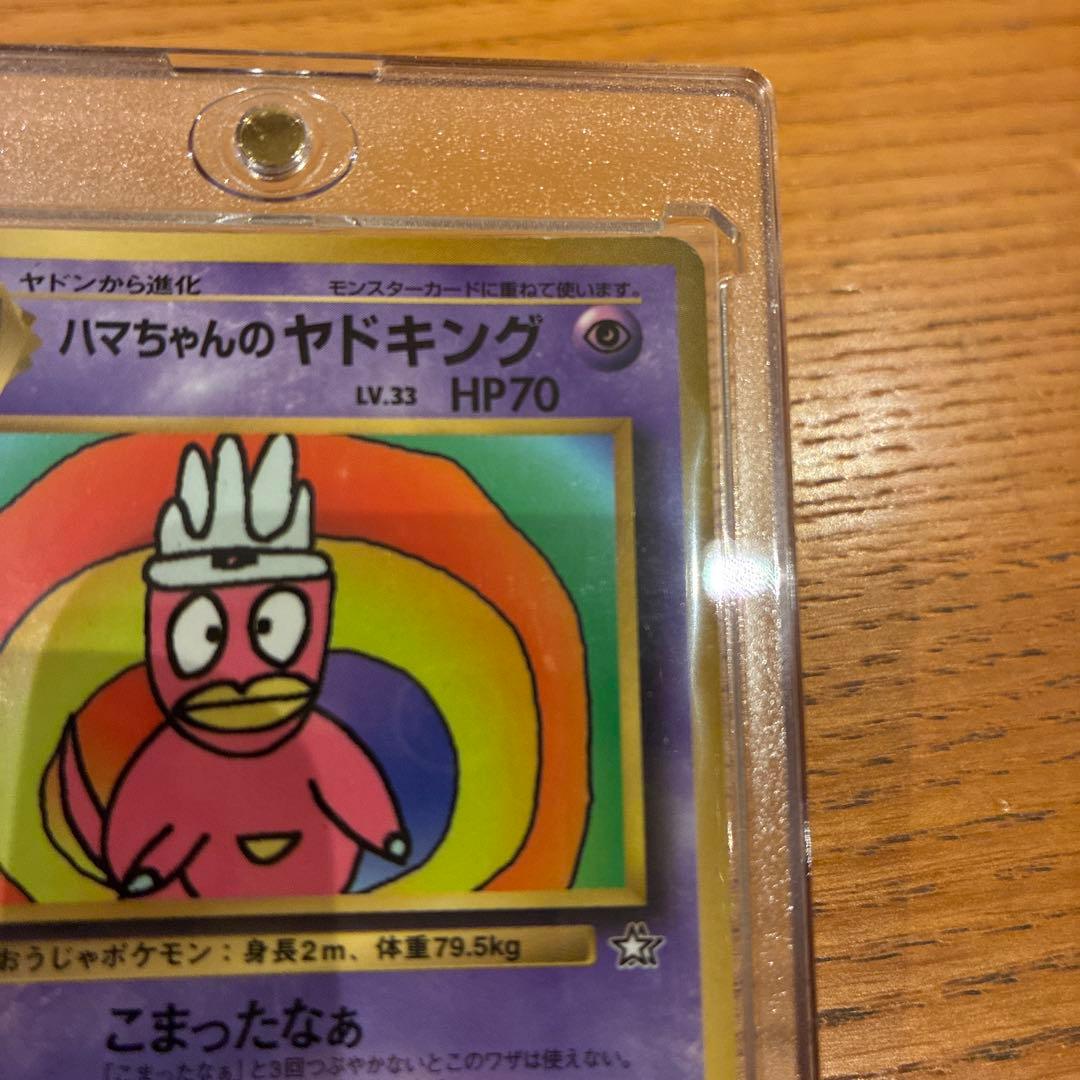 ヤドンから進化
モンスターカードに重ねて使います。
ハマちゃんのヤドキング
LV.33 HP70
おうじゃポケモン：身長2m、体重79.5kg
こまったなぁ
「こまったなぁ」と3回つぶやかないとこのワザは使えない。